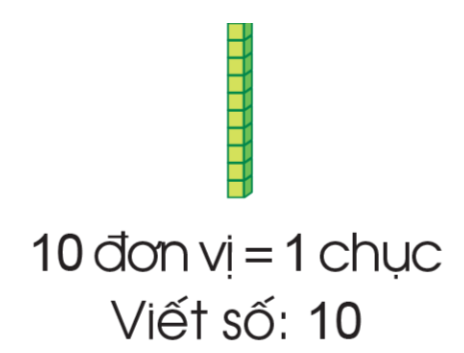 10 đơn vị = 1 chục
Viết số: 10